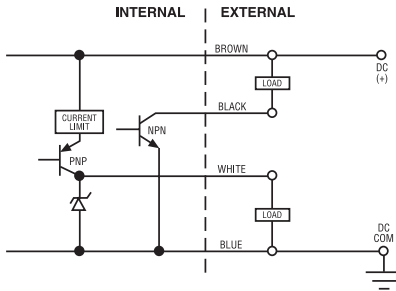 INTERNAL EXTERNAL
BROWN
DC
(+)
LOAD
CURRENT
LIMIT
BLACK
NPN
PNP
WHITE
LOAD
DC
COM
BLUE